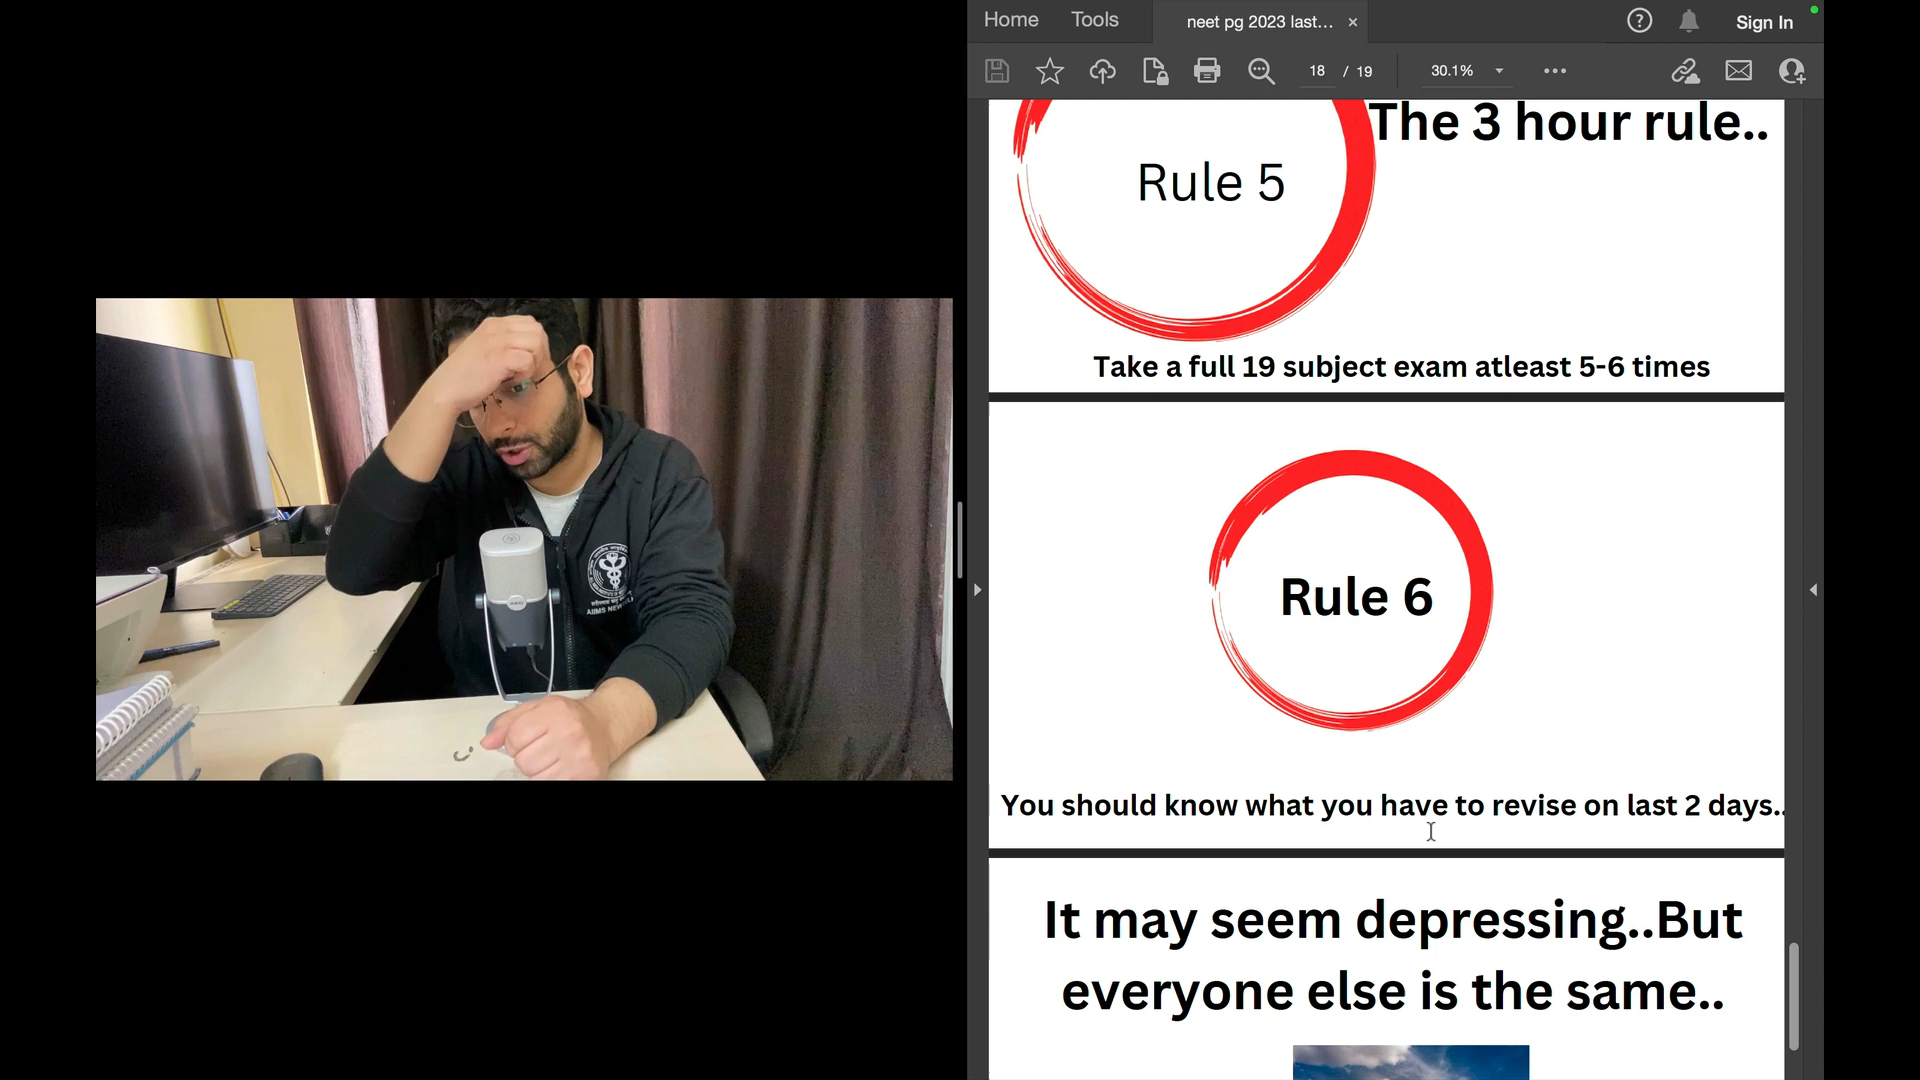 Home
Tools
neet pg 2023 last...
Sign In
18 / 19
30.1%
The 3 hour rule..
Rule 5
Take a full 19 subject exam atleast 5-6 times
Rule 6
You should know what you have to revise on last 2 days..
It may seem depressing..But
everyone else is the same..